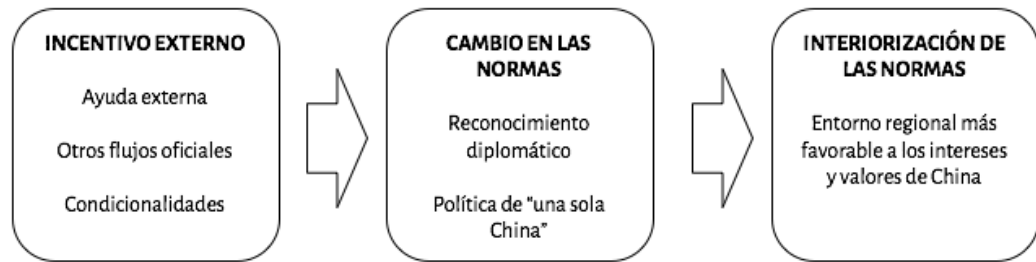 INCENTIVO EXTERNO
Ayuda externa
Otros flujos oficiales
Condicionalidades
CAMBIO EN LAS
NORMAS
Reconocimiento
diplomático
Política de “una sola
China”
INTERIORIZACIÓN DE
LAS NORMAS
Entorno regional más
favorable a los intereses
y valores de China